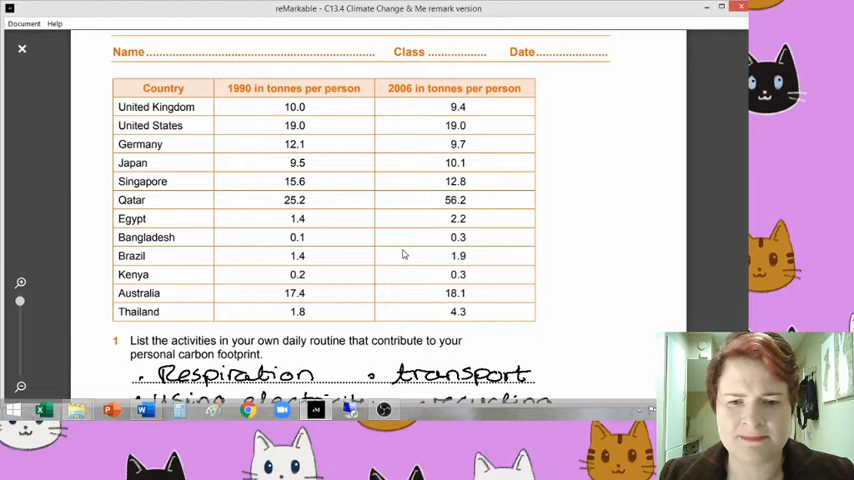 reMarkable - C13.4 Climate Change & Me remark version
Document Help
Name Class Date
Country 1990 in tonnes per person 2006 in tonnes per person
United Kingdom 10.0 9.4
United States 19.0 19.0
Germany 12.1 9.7
Japan 9.5 10.1
Singapore 15.6 12.8
Qatar 25.2 56.2
Egypt 1.4 2.2
Bangladesh 0.1 0.3
Brazil 1.4 1.9
Kenya 0.2 0.3
Australia 17.4 18.1
Thailand 1.8 4.3
1 List the activities in your own daily routine that contribute to your
personal carbon footprint.
• Respiration • transport
• Using
rM